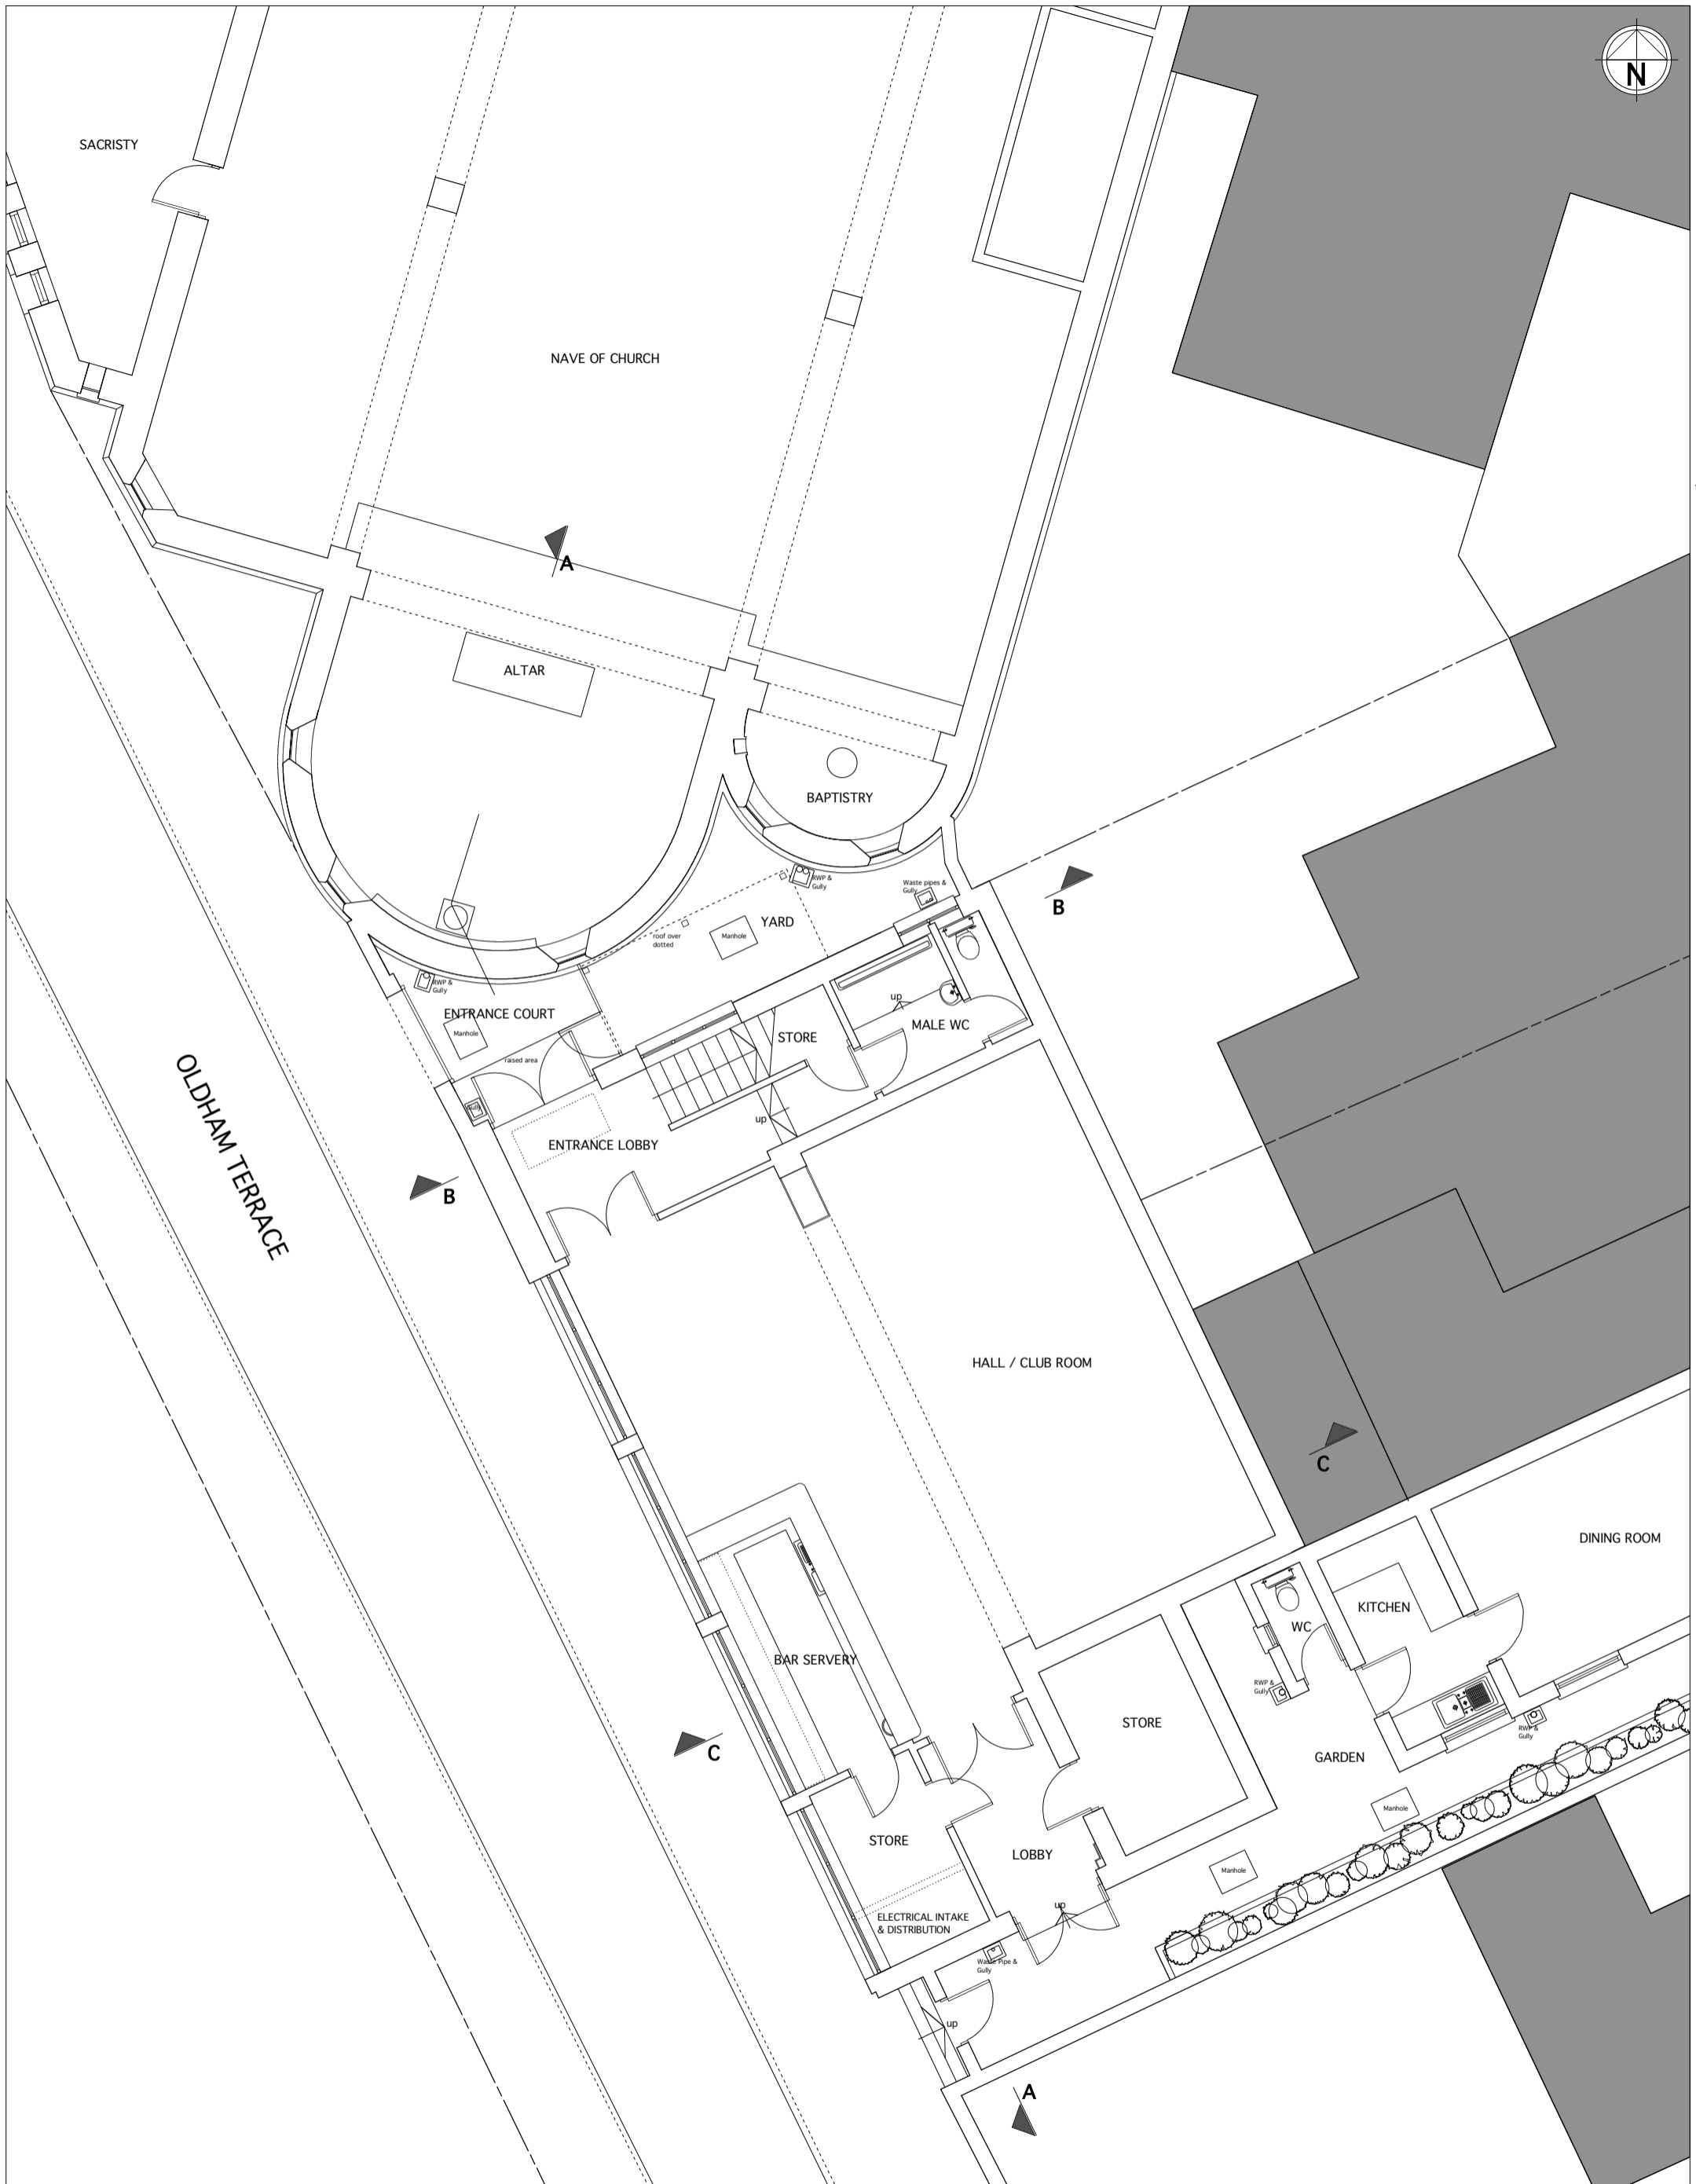 N
SACRISTY
NAVE OF CHURCH
A
ALTAR
BAPTISTRY
RWP &
Gully
Waste pipes &
Gully
B
YARD
Manhole
roof over
dotted
RWP &
Gully
ENTRANCE COURT
Manhole
up
MALE WC
STORE
raised area
OLDHAM TERRACE
Gully
up
ENTRANCE LOBBY
B
HALL / CLUB ROOM
C
DINING ROOM
KITCHEN
WC
BAR SERVERY
RWP &
Gully
STORE
RWP &
Gully
C
GARDEN
Manhole
STORE
LOBBY
Manhole
up
ELECTRICAL INTAKE
& DISTRIBUTION
Waste Pipe &
Gully
up
A